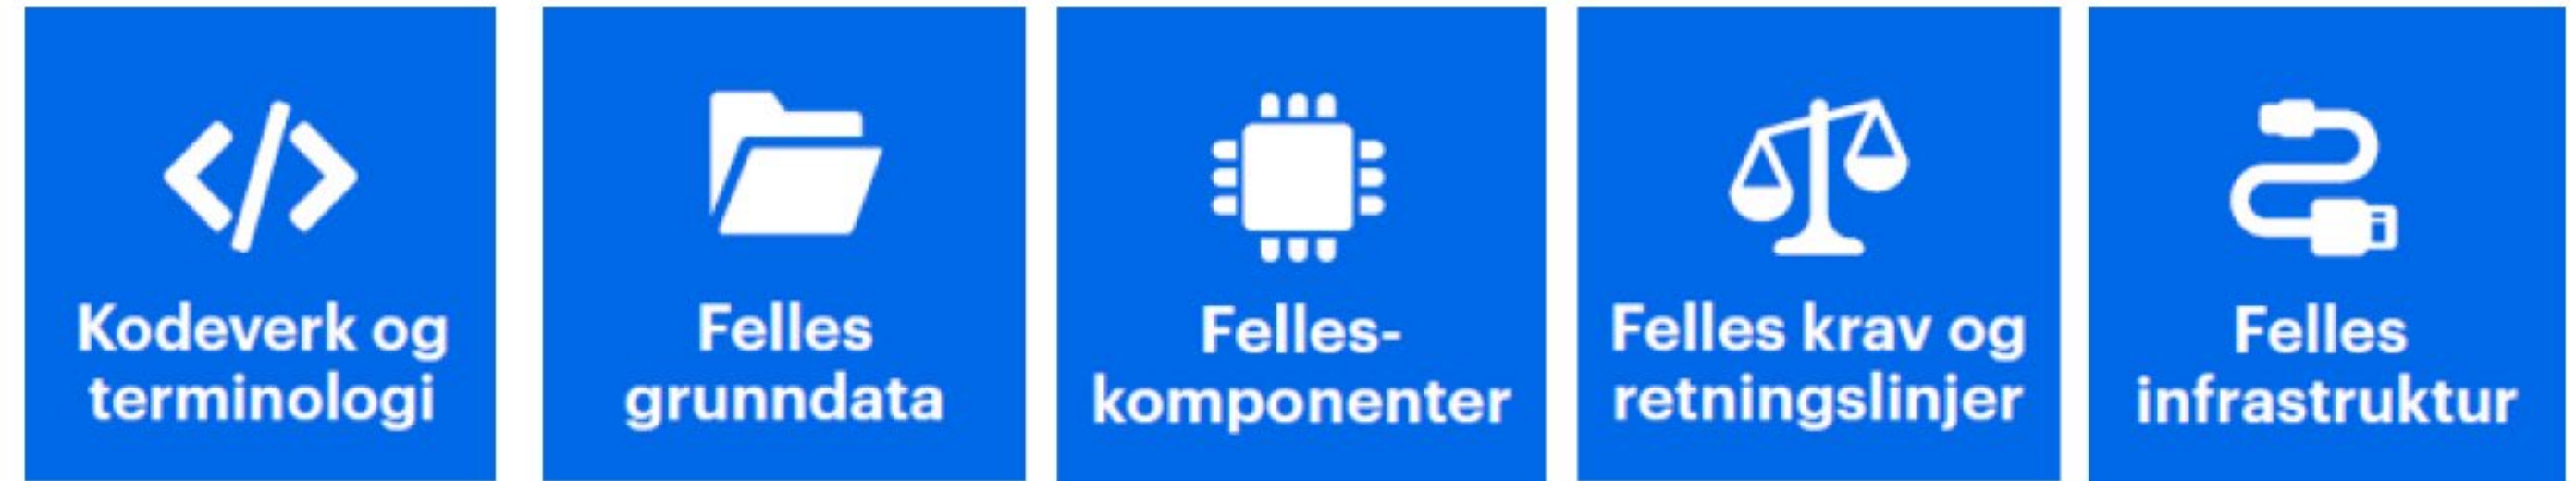 Kodeverk og
terminologi
Felles
grunndata
Felles-
komponenter
Felles krav og
retningslinjer
Felles
infrastruktur